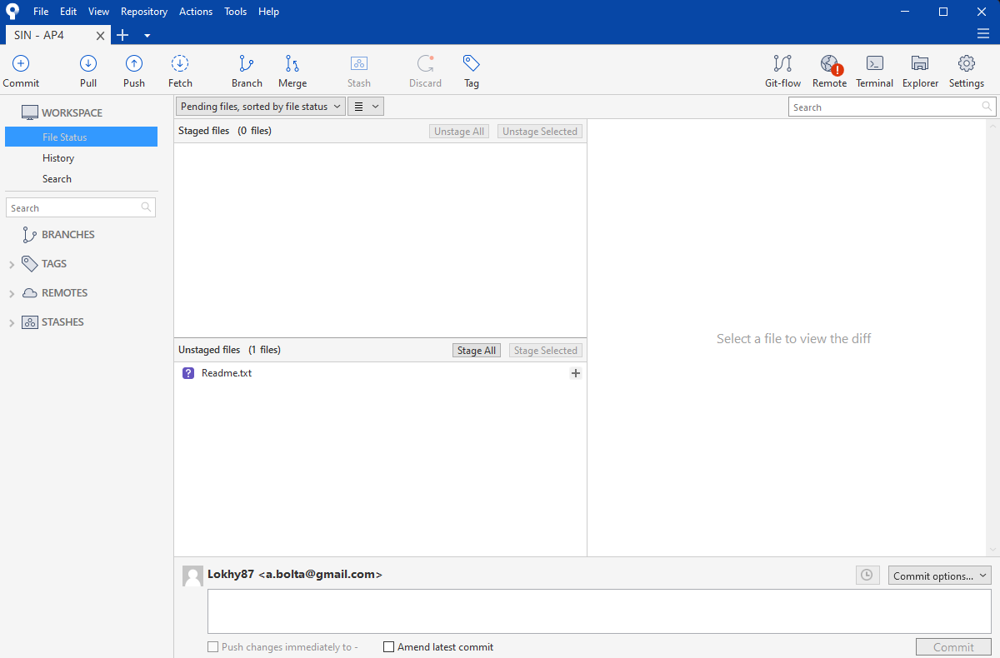 File Edit View Repository Actions Tools Help
SIN - AP4
Commit Pull Push Fetch Branch Merge Stash Discard Tag Git-flow Remote Terminal Explorer Settings
WORKSPACE
File Status
History
Search
Search
BRANCHES
TAGS
REMOTES
STASHES
Pending files, sorted by file status
Search
Staged files (0 files) Unstage All Unstage Selected
Select a file to view the diff
Unstaged files (1 files) Stage All Stage Selected
? Readme.txt +
Lokhy87 <a.bolta@gmail.com>
Commit options...
Push changes immediately to - Amend latest commit
Commit